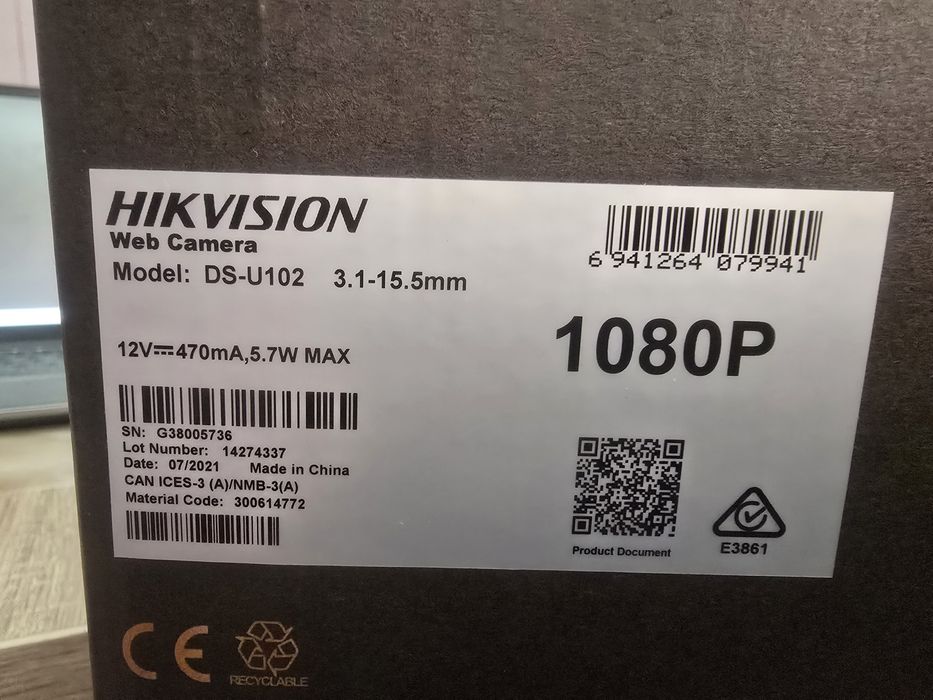 HIKVISION
Web Camera
Model: DS-U102 3.1-15.5mm
6 941264 079941
12V⎓470mA,5.7W MAX
1080P
SN: G38005736
Lot Number: 14274337
Date: 07/2021 Made in China
CAN ICES-3 (A)/NMB-3(A)
Material Code: 300614772
Product Document
E3861
CE
RECYCLABLE